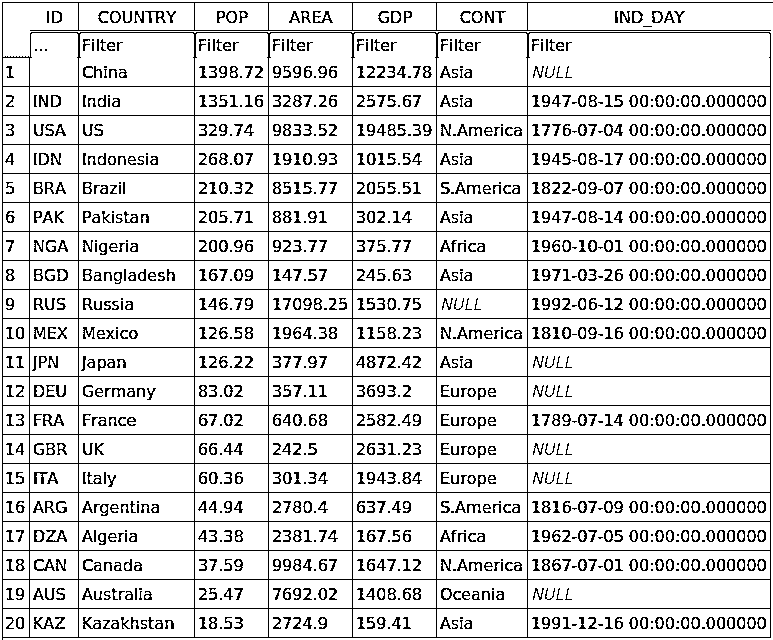 ID COUNTRY POP AREA GDP CONT IND_DAY
... Filter Filter Filter Filter Filter Filter
1 China 1398.72 9596.96 12234.78 Asia NULL
2 IND India 1351.16 3287.26 2575.67 Asia 1947-08-15 00:00:00.000000
3 USA US 329.74 9833.52 19485.39 N.America 1776-07-04 00:00:00.000000
4 IDN Indonesia 268.07 1910.93 1015.54 Asia 1945-08-17 00:00:00.000000
5 BRA Brazil 210.32 8515.77 2055.51 S.America 1822-09-07 00:00:00.000000
6 PAK Pakistan 205.71 881.91 302.14 Asia 1947-08-14 00:00:00.000000
7 NGA Nigeria 200.96 923.77 375.77 Africa 1960-10-01 00:00:00.000000
8 BGD Bangladesh 167.09 147.57 245.63 Asia 1971-03-26 00:00:00.000000
9 RUS Russia 146.79 17098.25 1530.75 NULL 1992-06-12 00:00:00.000000
10 MEX Mexico 126.58 1964.38 1158.23 N.America 1810-09-16 00:00:00.000000
11 JPN Japan 126.22 377.97 4872.42 Asia NULL
12 DEU Germany 83.02 357.11 3693.2 Europe NULL
13 FRA France 67.02 640.68 2582.49 Europe 1789-07-14 00:00:00.000000
14 GBR UK 66.44 242.5 2631.23 Europe NULL
15 ITA Italy 60.36 301.34 1943.84 Europe NULL
16 ARG Argentina 44.94 2780.4 637.49 S.America 1816-07-09 00:00:00.000000
17 DZA Algeria 43.38 2381.74 167.56 Africa 1962-07-05 00:00:00.000000
18 CAN Canada 37.59 9984.67 1647.12 N.America 1867-07-01 00:00:00.000000
19 AUS Australia 25.47 7692.02 1408.68 Oceania NULL
20 KAZ Kazakhstan 18.53 2724.9 159.41 Asia 1991-12-16 00:00:00.000000